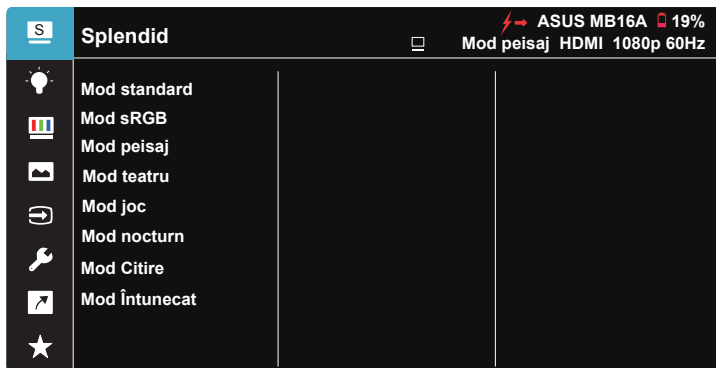 S
Splendid
ASUS MB16A 19%
Mod peisaj HDMI 1080p 60Hz
Mod standard
Mod sRGB
Mod peisaj
Mod teatru
Mod joc
Mod nocturn
Mod Citire
Mod Întunecat